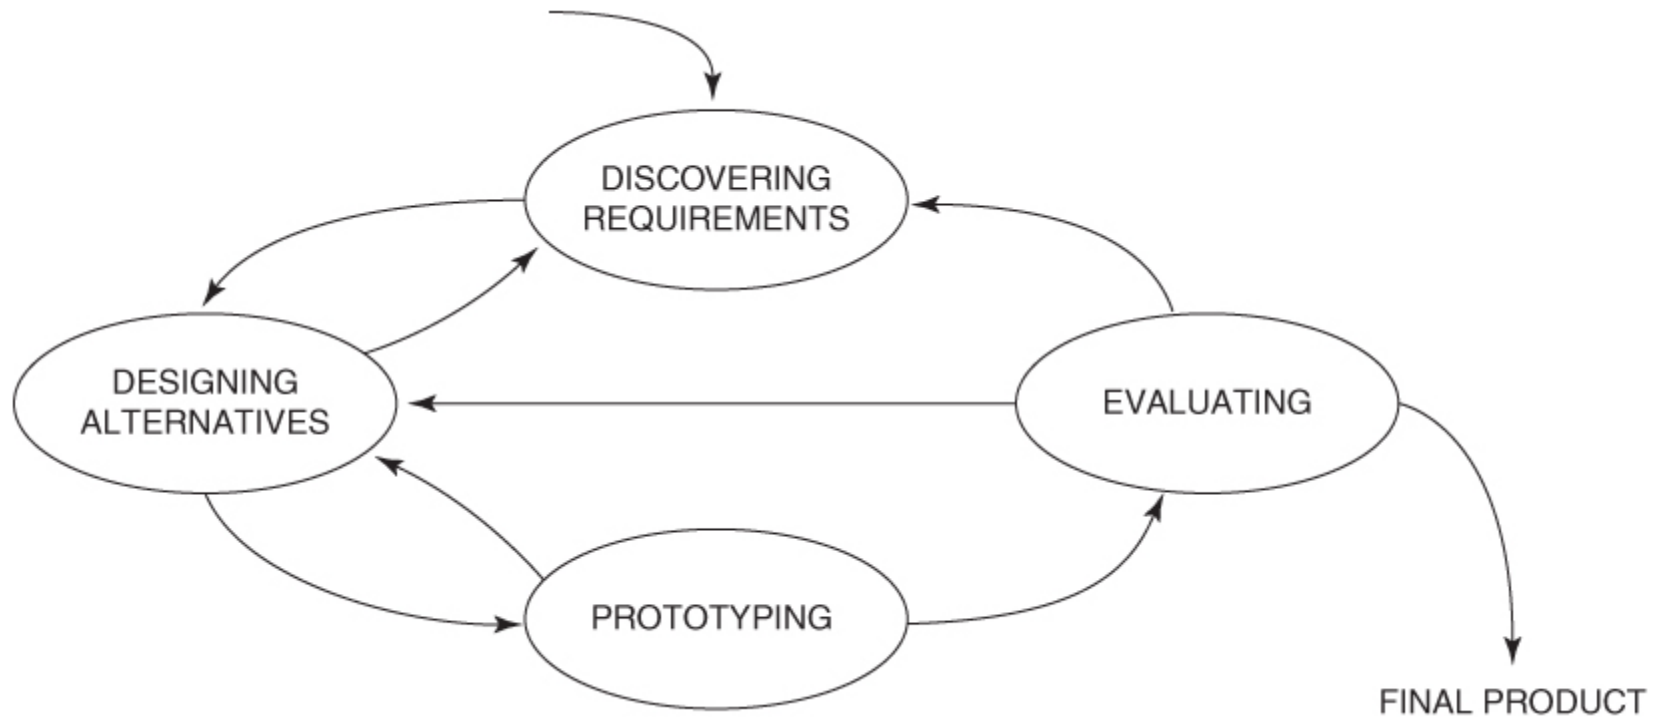 DISCOVERING
REQUIREMENTS
DESIGNING
ALTERNATIVES
EVALUATING
PROTOTYPING
FINAL PRODUCT